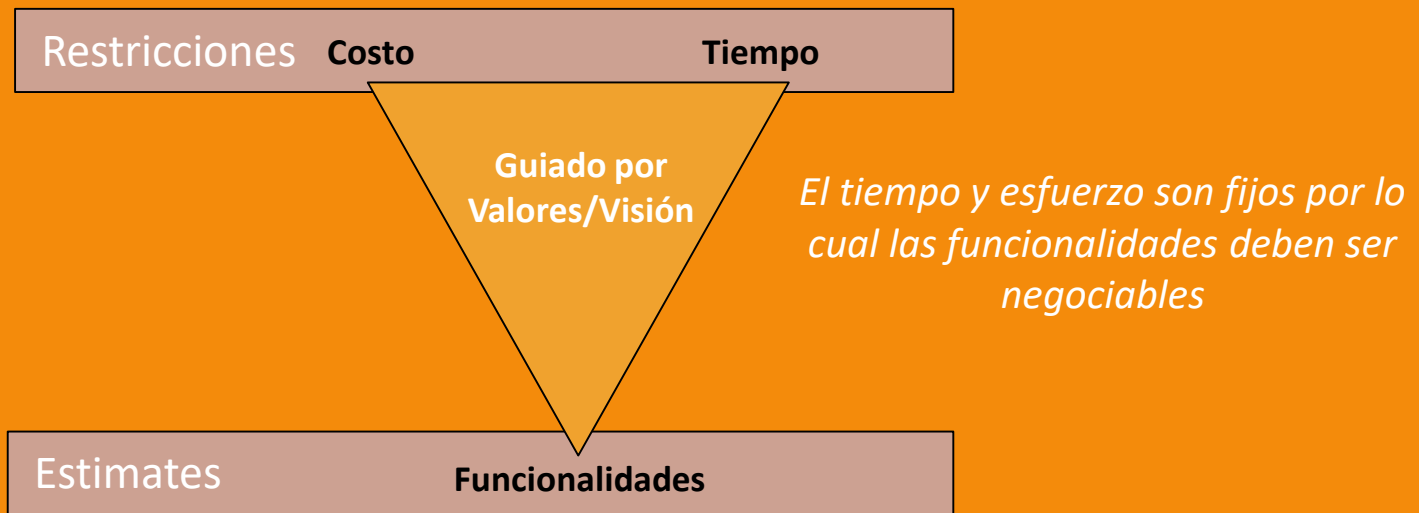 Restricciones Costo Tiempo
Guiado por
Valores/Visión
El tiempo y esfuerzo son fijos por lo
cual las funcionalidades deben ser
negociables
Estimates Funcionalidades